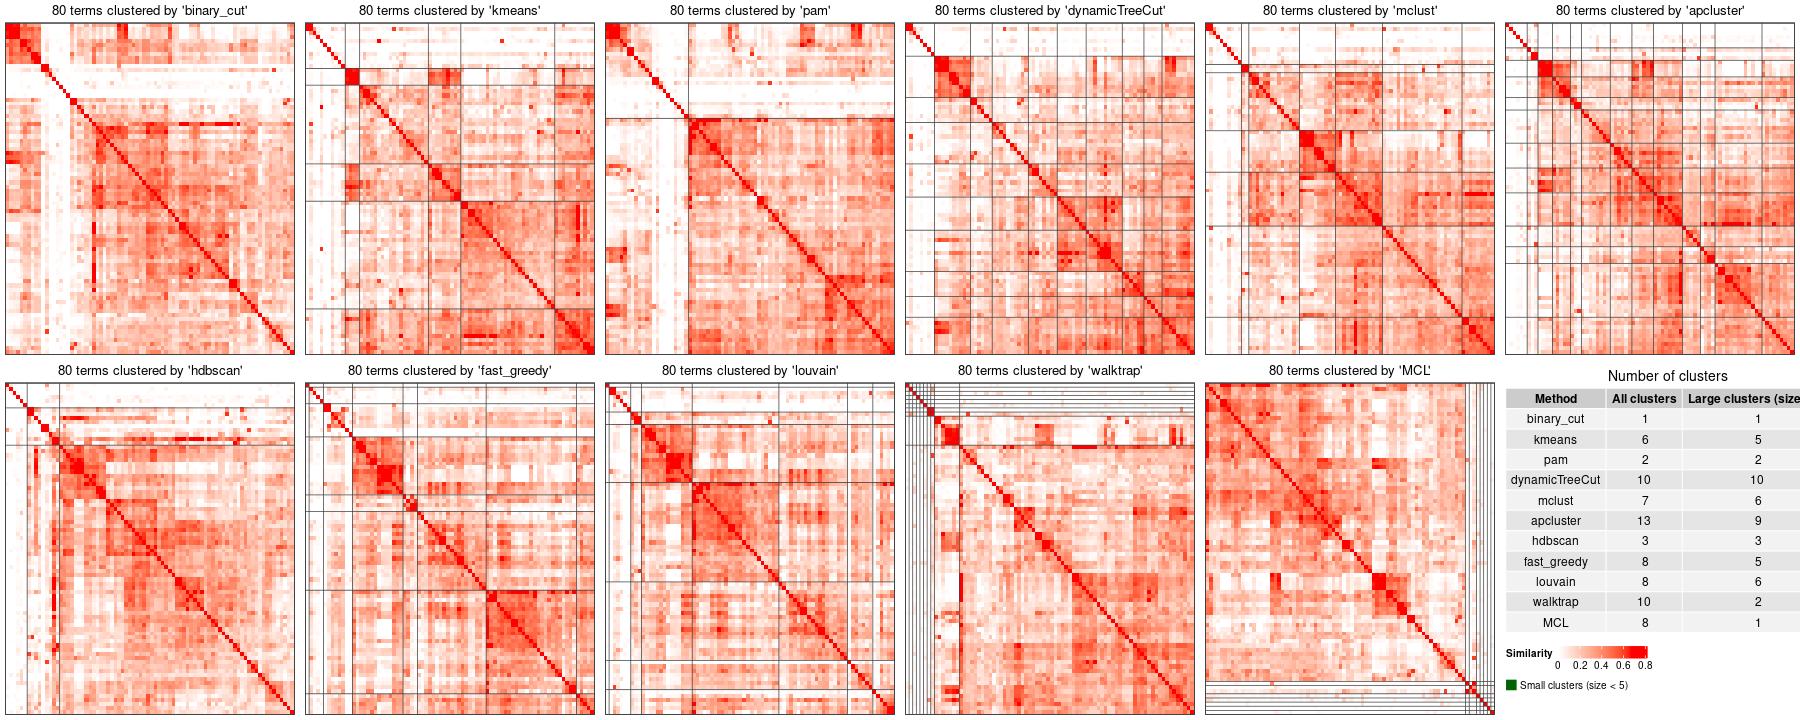 80 terms clustered by 'binary_cut'
80 terms clustered by 'kmeans'
80 terms clustered by 'pam'
80 terms clustered by 'dynamicTreeCut'
80 terms clustered by 'mclust'
80 terms clustered by 'apcluster'
80 terms clustered by 'hdbscan'
80 terms clustered by 'fast_greedy'
80 terms clustered by 'louvain'
80 terms clustered by 'walktrap'
80 terms clustered by 'MCL'
Number of clusters
Method All clusters Large clusters (size
binary_cut 1 1
kmeans 6 5
pam 2 2
dynamicTreeCut 10 10
mclust 7 6
apcluster 13 9
hdbscan 3 3
fast_greedy 8 5
louvain 8 6
walktrap 10 2
MCL 8 1
Similarity
0 0.2 0.4 0.6 0.8
Small clusters (size < 5)